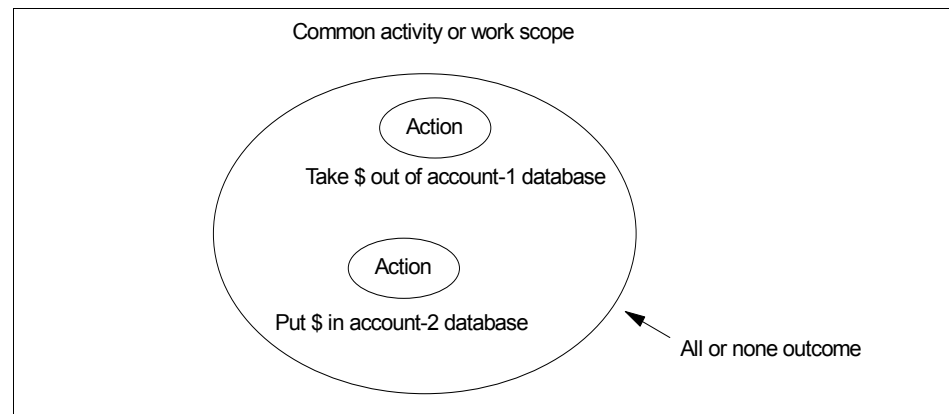 Common activity or work scope
Action
Take $ out of account-1 database
Action
Put $ in account-2 database
All or none outcome